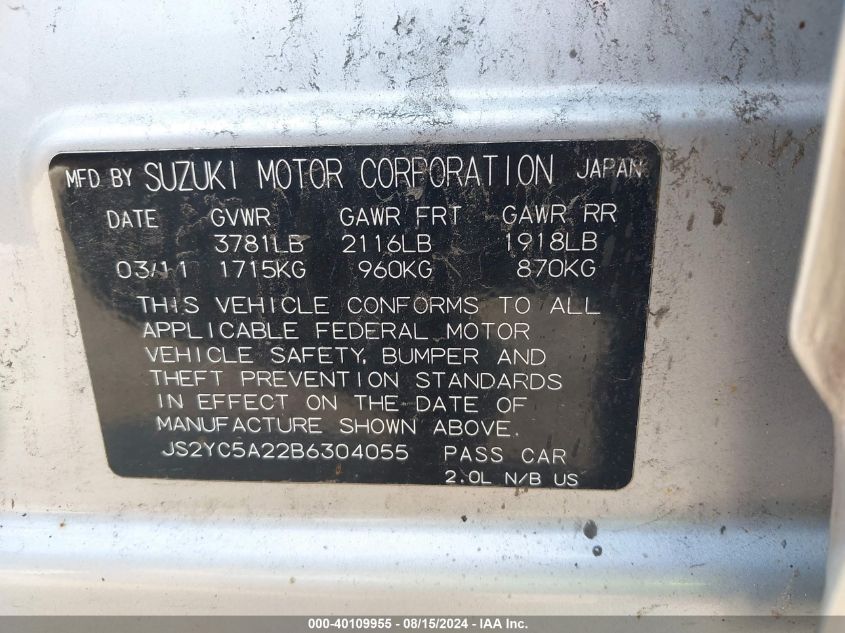 MFD BY SUZUKI MOTOR CORPORATION JAPAN
DATE GVWR GAWR FRT GAWR RR
3781LB 2116LB 1918LB
03/11 1715KG 960KG 870KG
THIS VEHICLE CONFORMS TO ALL
APPLICABLE FEDERAL MOTOR
VEHICLE SAFETY, BUMPER AND
THEFT PREVENTION STANDARDS
IN EFFECT ON THE DATE OF
MANUFACTURE SHOWN ABOVE.
JS2YC5A22B6304055 PASS CAR
2.0L N/B US
000-40109955 - 08/15/2024 - IAA Inc.